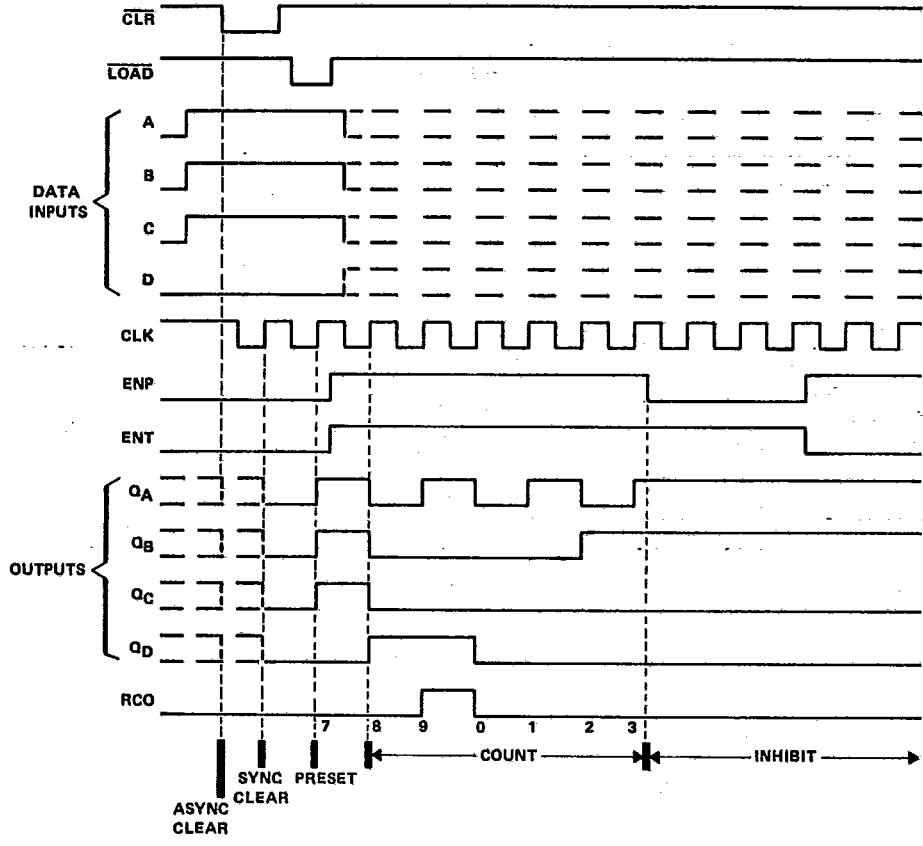 CLR
LOAD
A
B
DATA
INPUTS
C
D
CLK
ENP
ENT
QA
QB
OUTPUTS
QC
QD
RCO
7 8 9 0 1 2 3
SYNC CLEAR
PRESET
COUNT
INHIBIT
ASYNC CLEAR